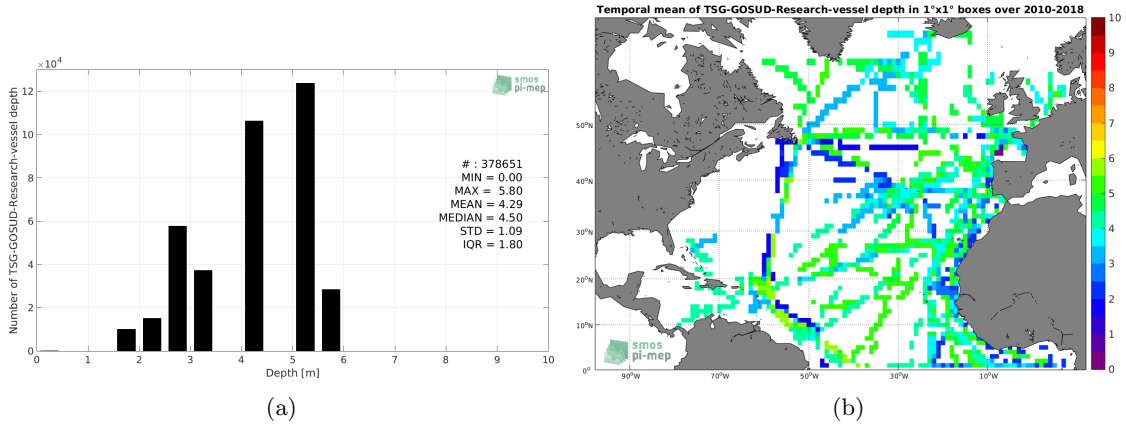 Temporal mean of TSG-GOSUD-Research-vessel depth in 1°x1° boxes over 2010-2018
×10⁴
Number of TSG-GOSUD-Research-vessel depth
12
10
8
6
4
2
0
0 1 2 3 4 5 6 7 8 9 10
Depth [m]
smos
pi-mep
# : 378651
MIN = 0.00
MAX = 5.80
MEAN = 4.29
MEDIAN = 4.50
STD = 1.09
IQR = 1.80
(a)
50°N
40°N
30°N
20°N
10°N
0°
90°W 70°W 50°W 30°W 10°W
smos
pi-mep
10
9
8
7
6
5
4
3
2
1
0
(b)